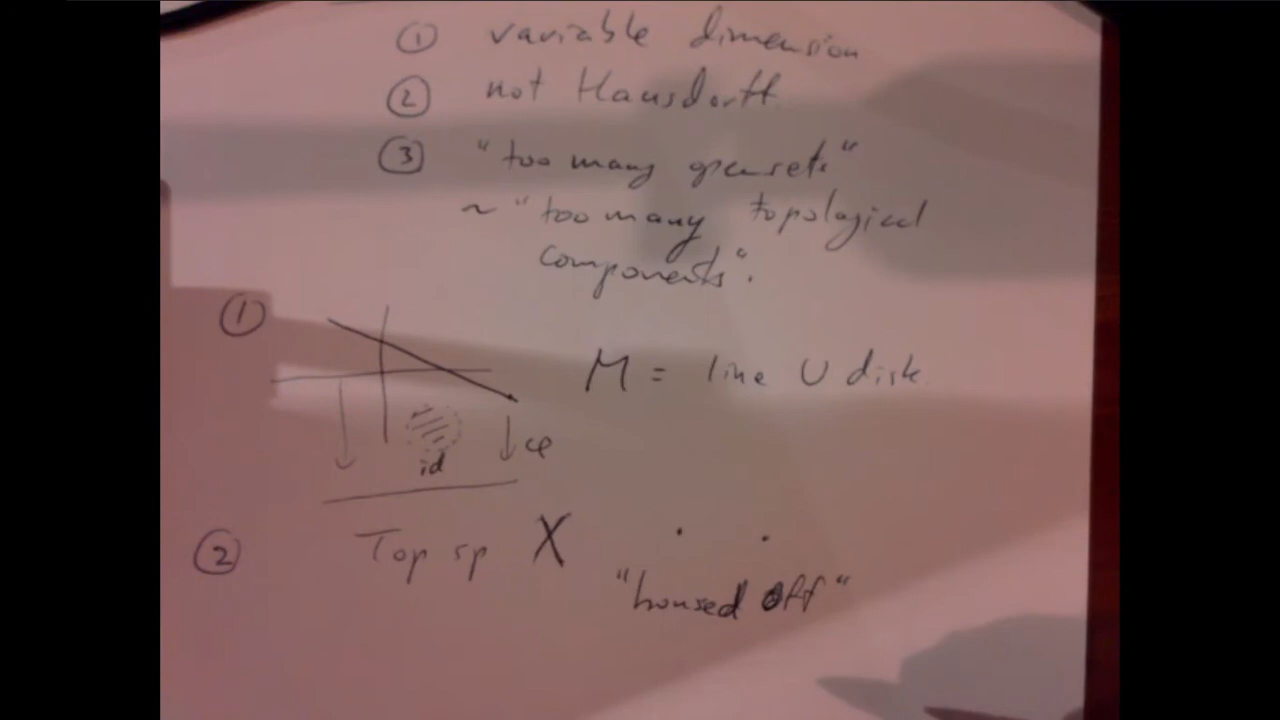 ① variable dimension
② not Hausdorff
③ "too many opensets"
~ "too many topological
components".
①
M = line ∪ disk
φ
id
② Top sp X
"housed off"